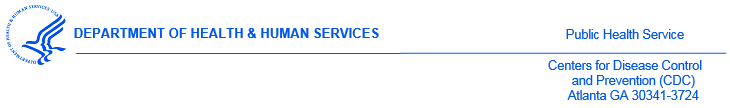 DEPARTMENT OF HEALTH & HUMAN SERVICES
Public Health Service
Centers for Disease Control
and Prevention (CDC)
Atlanta GA 30341-3724